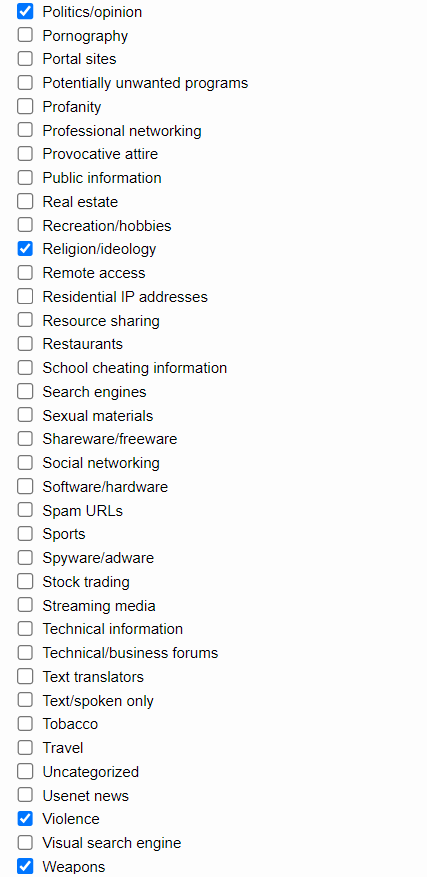 Politics/opinion
Pornography
Portal sites
Potentially unwanted programs
Profanity
Professional networking
Provocative attire
Public information
Real estate
Recreation/hobbies
Religion/ideology
Remote access
Residential IP addresses
Resource sharing
Restaurants
School cheating information
Search engines
Sexual materials
Shareware/freeware
Social networking
Software/hardware
Spam URLs
Sports
Spyware/adware
Stock trading
Streaming media
Technical information
Technical/business forums
Text translators
Text/spoken only
Tobacco
Travel
Uncategorized
Usenet news
Violence
Visual search engine
Weapons